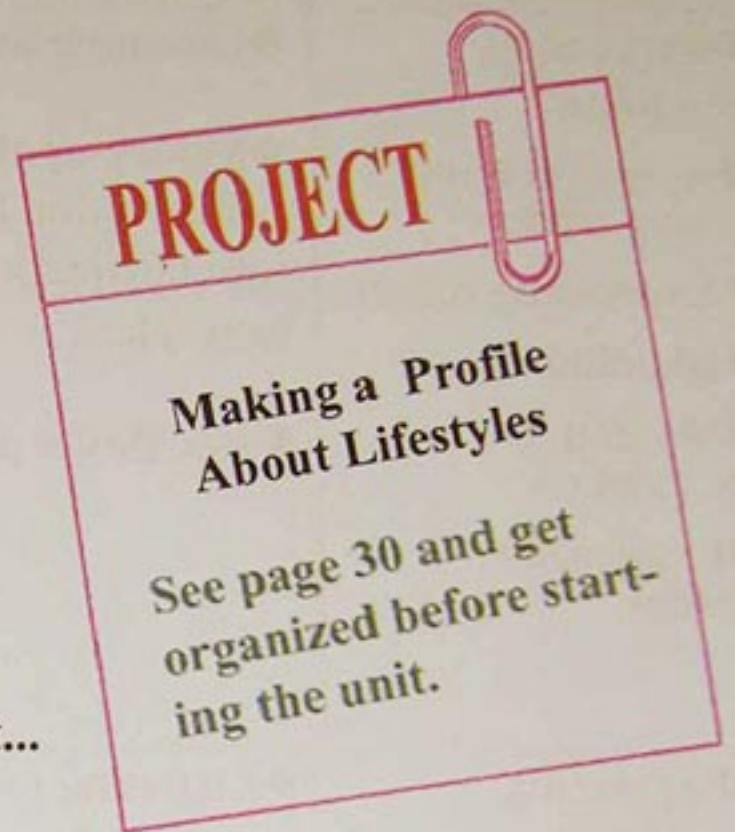 PROJECT
Making a Profile
About Lifestyles
See page 30 and get
organized before start-
ing the unit.
...